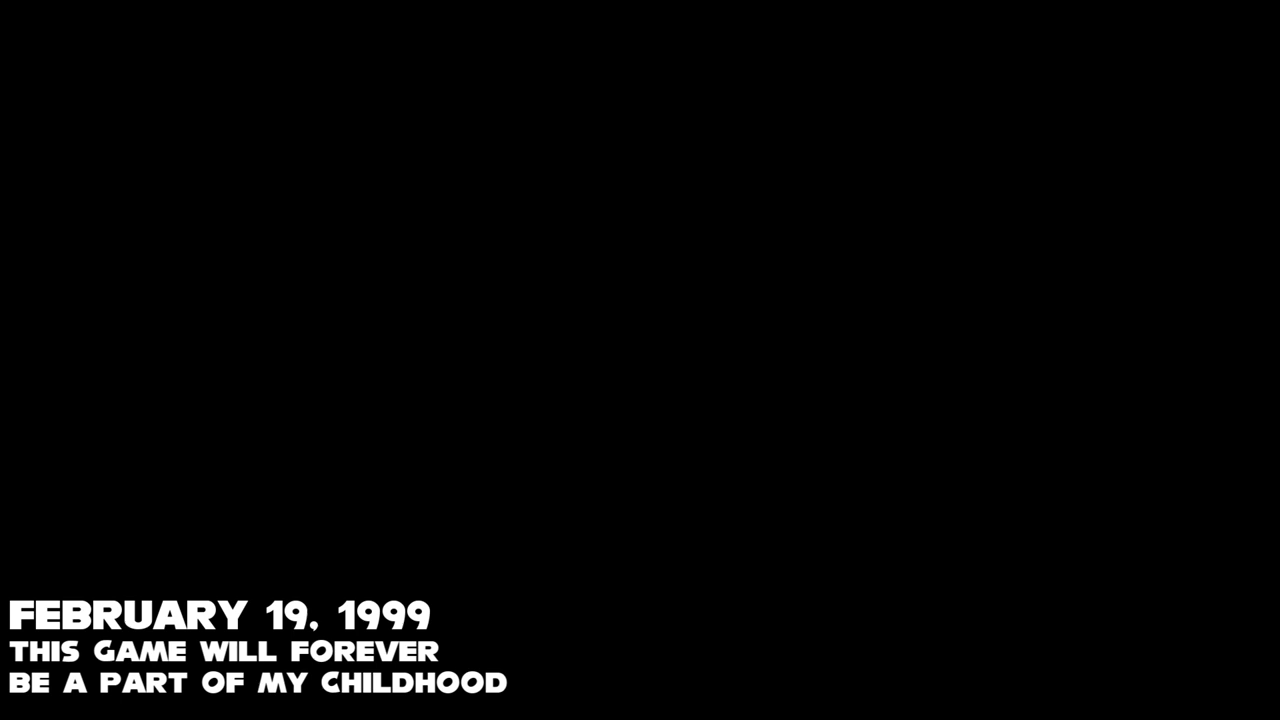 FEBRUARY 19, 1999
THIS GAME WILL FOREVER
BE A PART OF MY CHILDHOOD